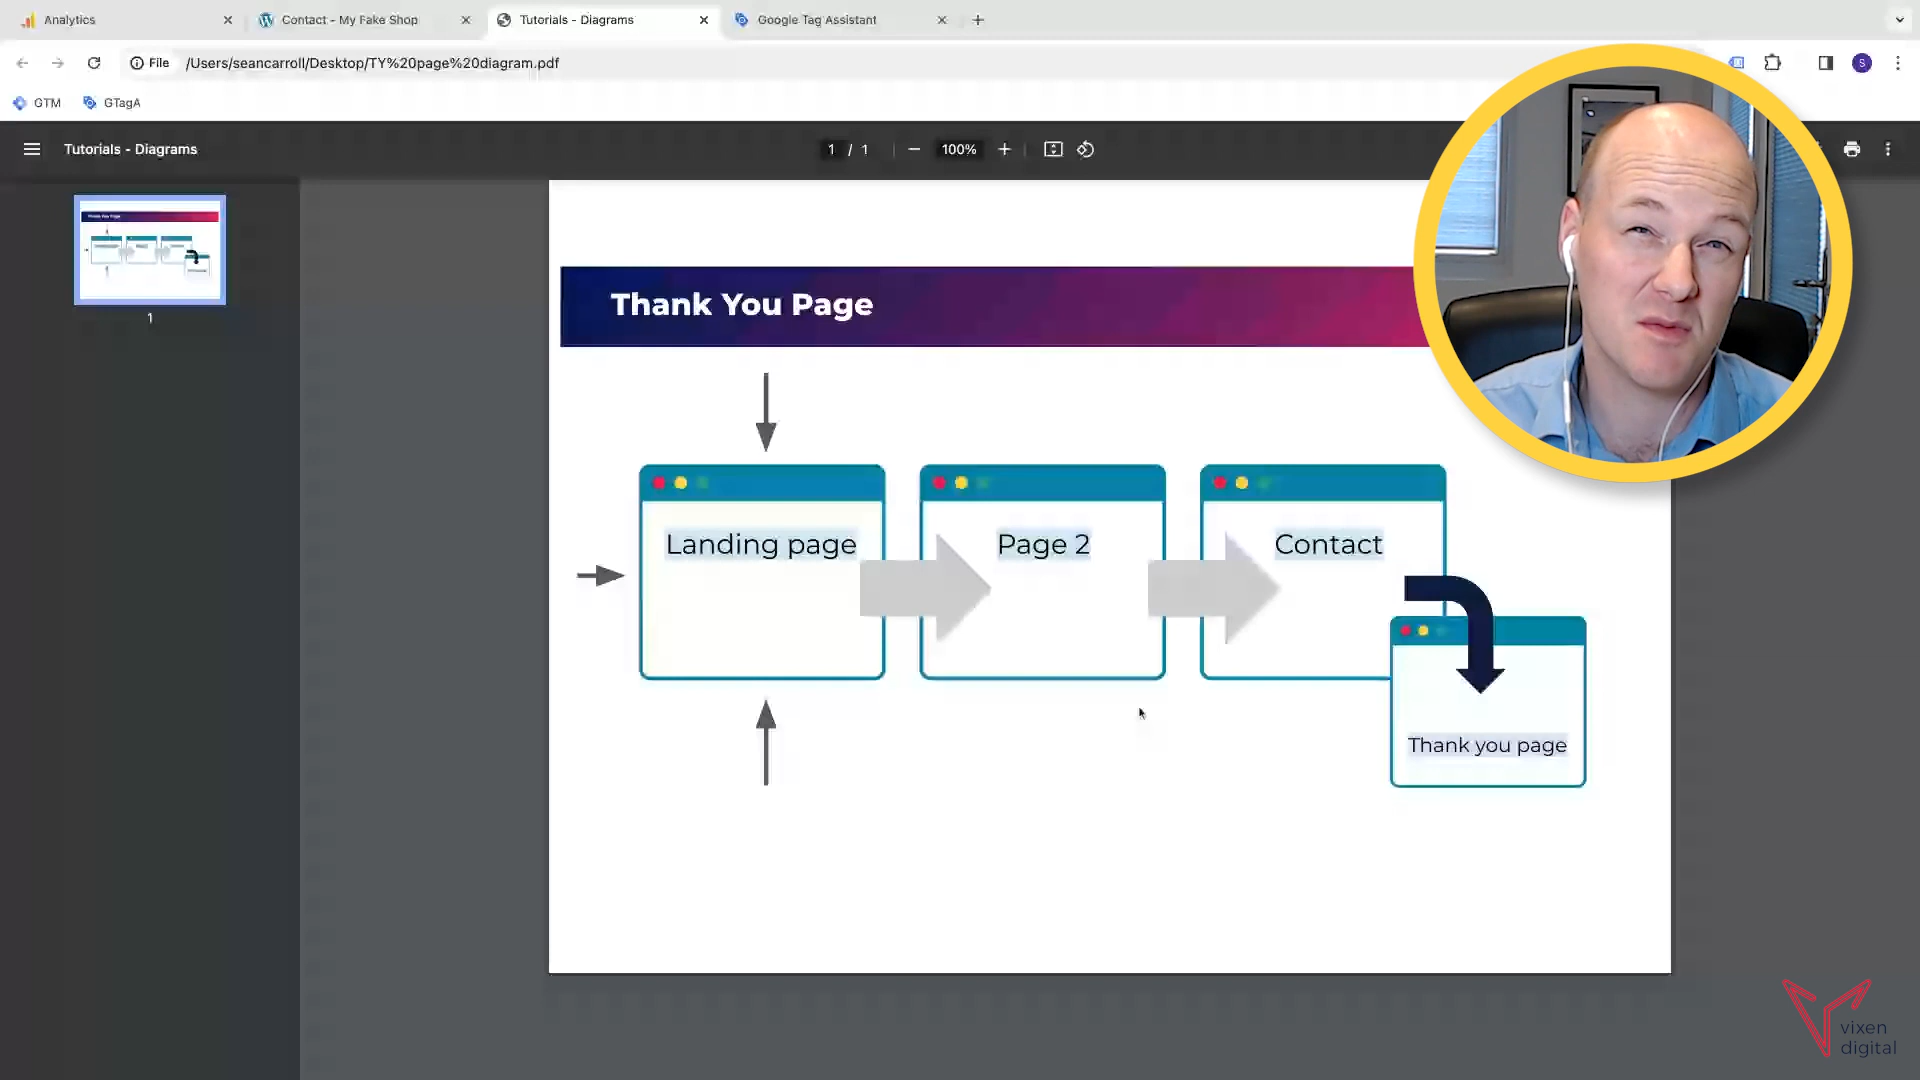 Analytics
Contact - My Fake Shop
Tutorials - Diagrams
Google Tag Assistant
File
/Users/seancarroll/Desktop/TY%20page%20diagram.pdf
S
GTM
GTagA
Tutorials - Diagrams
1 / 1
100%
1
Thank You Page
Landing page
Page 2
Contact
Thank you page
vixen
digital